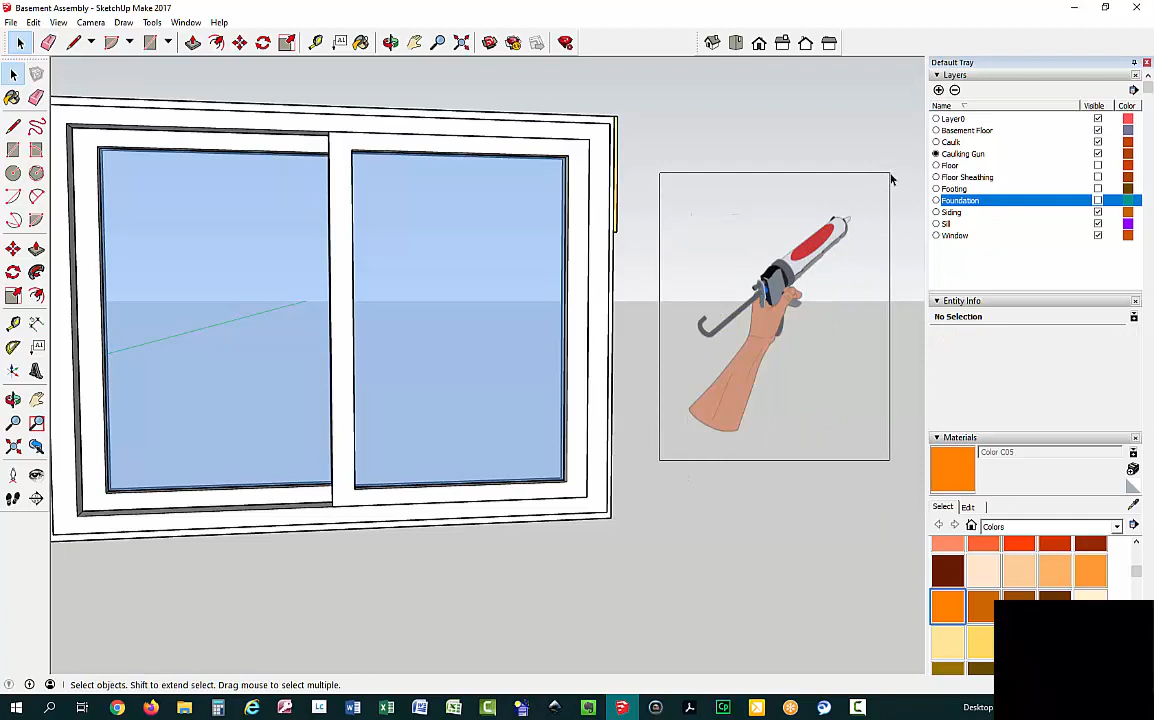 Basement Assembly - SketchUp Make 2017
File Edit View Camera Draw Tools Window Help
Default Tray
Layers
Name Visible Color
Layer0
Basement Floor
Caulk
Caulking Gun
Floor
Floor Sheathing
Footing
Foundation
Siding
Sill
Window
Entity Info
No Selection
Materials
Color C05
Select Edit
Colors
Select objects. Shift to extend select. Drag mouse to select multiple.
Desktop